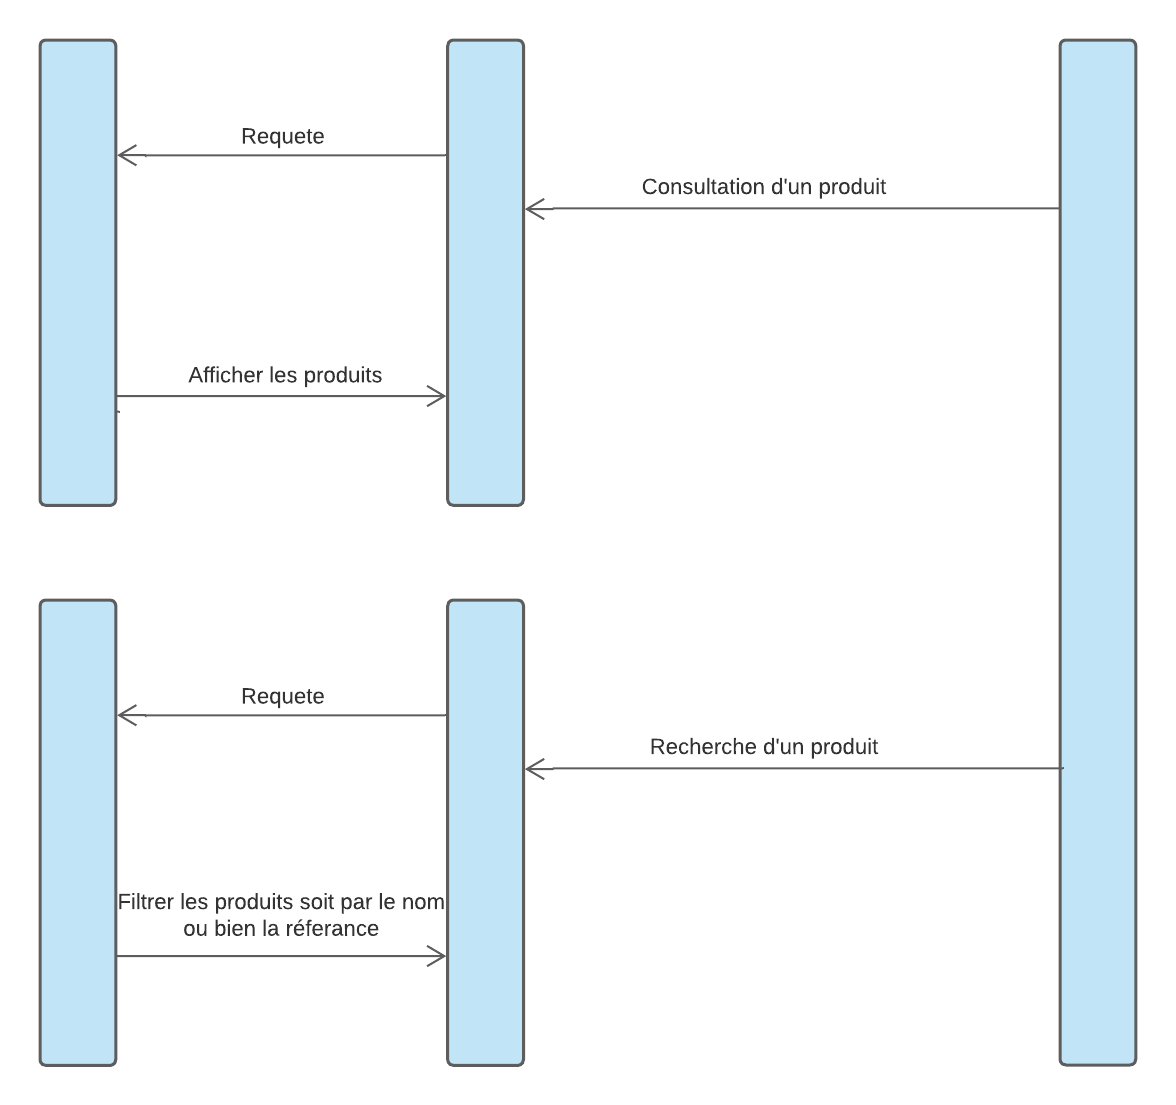 Requete
Consultation d'un produit
Afficher les produits
Requete
Recherche d'un produit
Filtrer les produits soit par le nom
ou bien la réferance